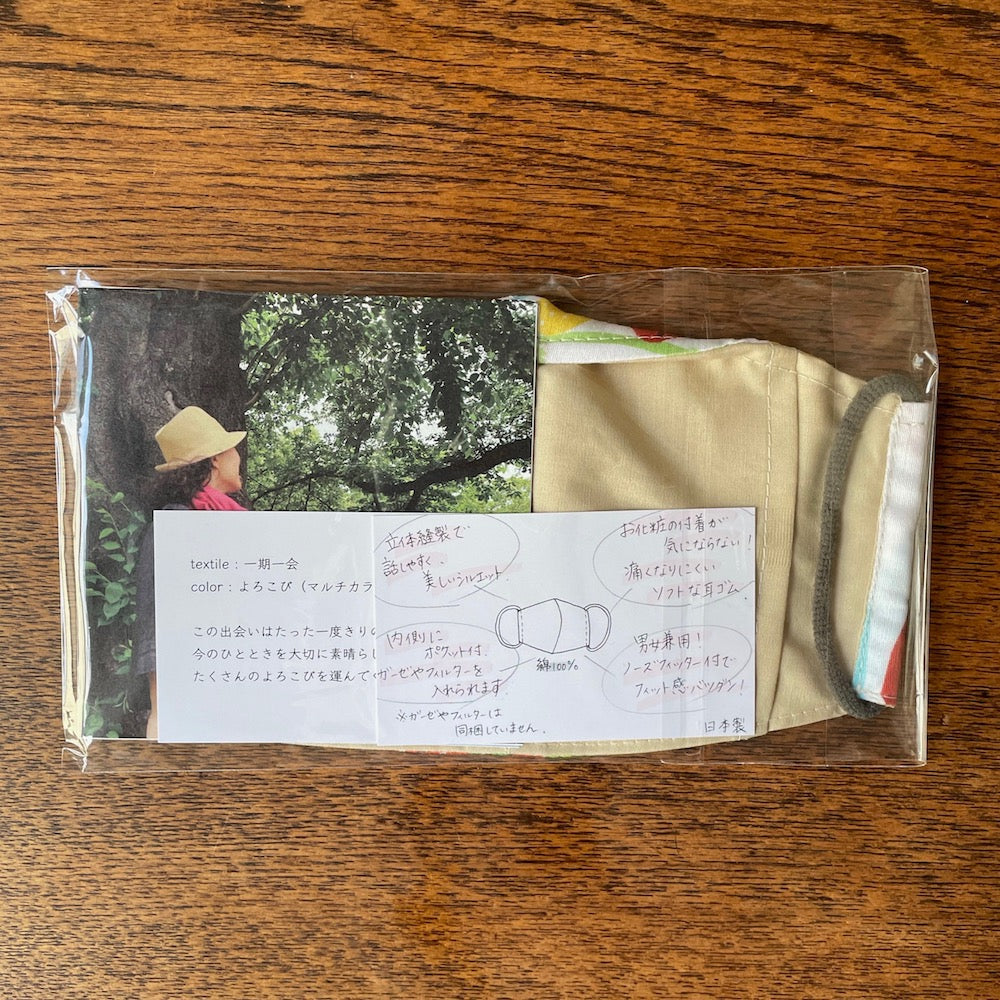 textile : 一期一会
color : よろこび (マルチカラ
この出会いはたった一度きりの
今のひとときを大切に素晴らし
たくさんのよろこびを運んで
立体縫製で
話しやすく、
美しいシルエット。
お化粧の付着が
気にならない!
痛くなりにくい
ソフトな耳ゴム。
内側に
ポケット付。
ガーゼやフィルターを
入れられます。
※ガーゼやフィルターは
同梱していません。
綿100%
男女兼用!
ノーズフィッター付で
フィット感バツグン!
日本製